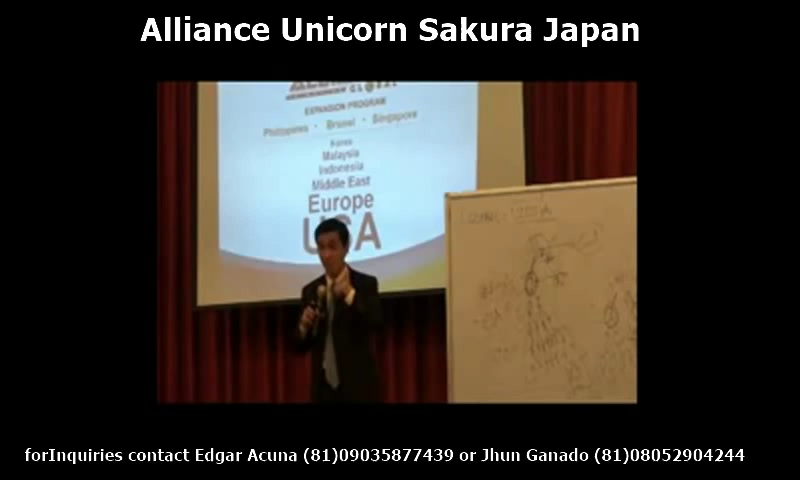 Alliance Unicorn Sakura Japan
EXPANSION PROGRAM
Philippines • Brunei • Singapore
Korea
Malaysia
Indonesia
Middle East
Europe
USA
forInquiries contact Edgar Acuna (81)09035877439 or Jhun Ganado (81)08052904244